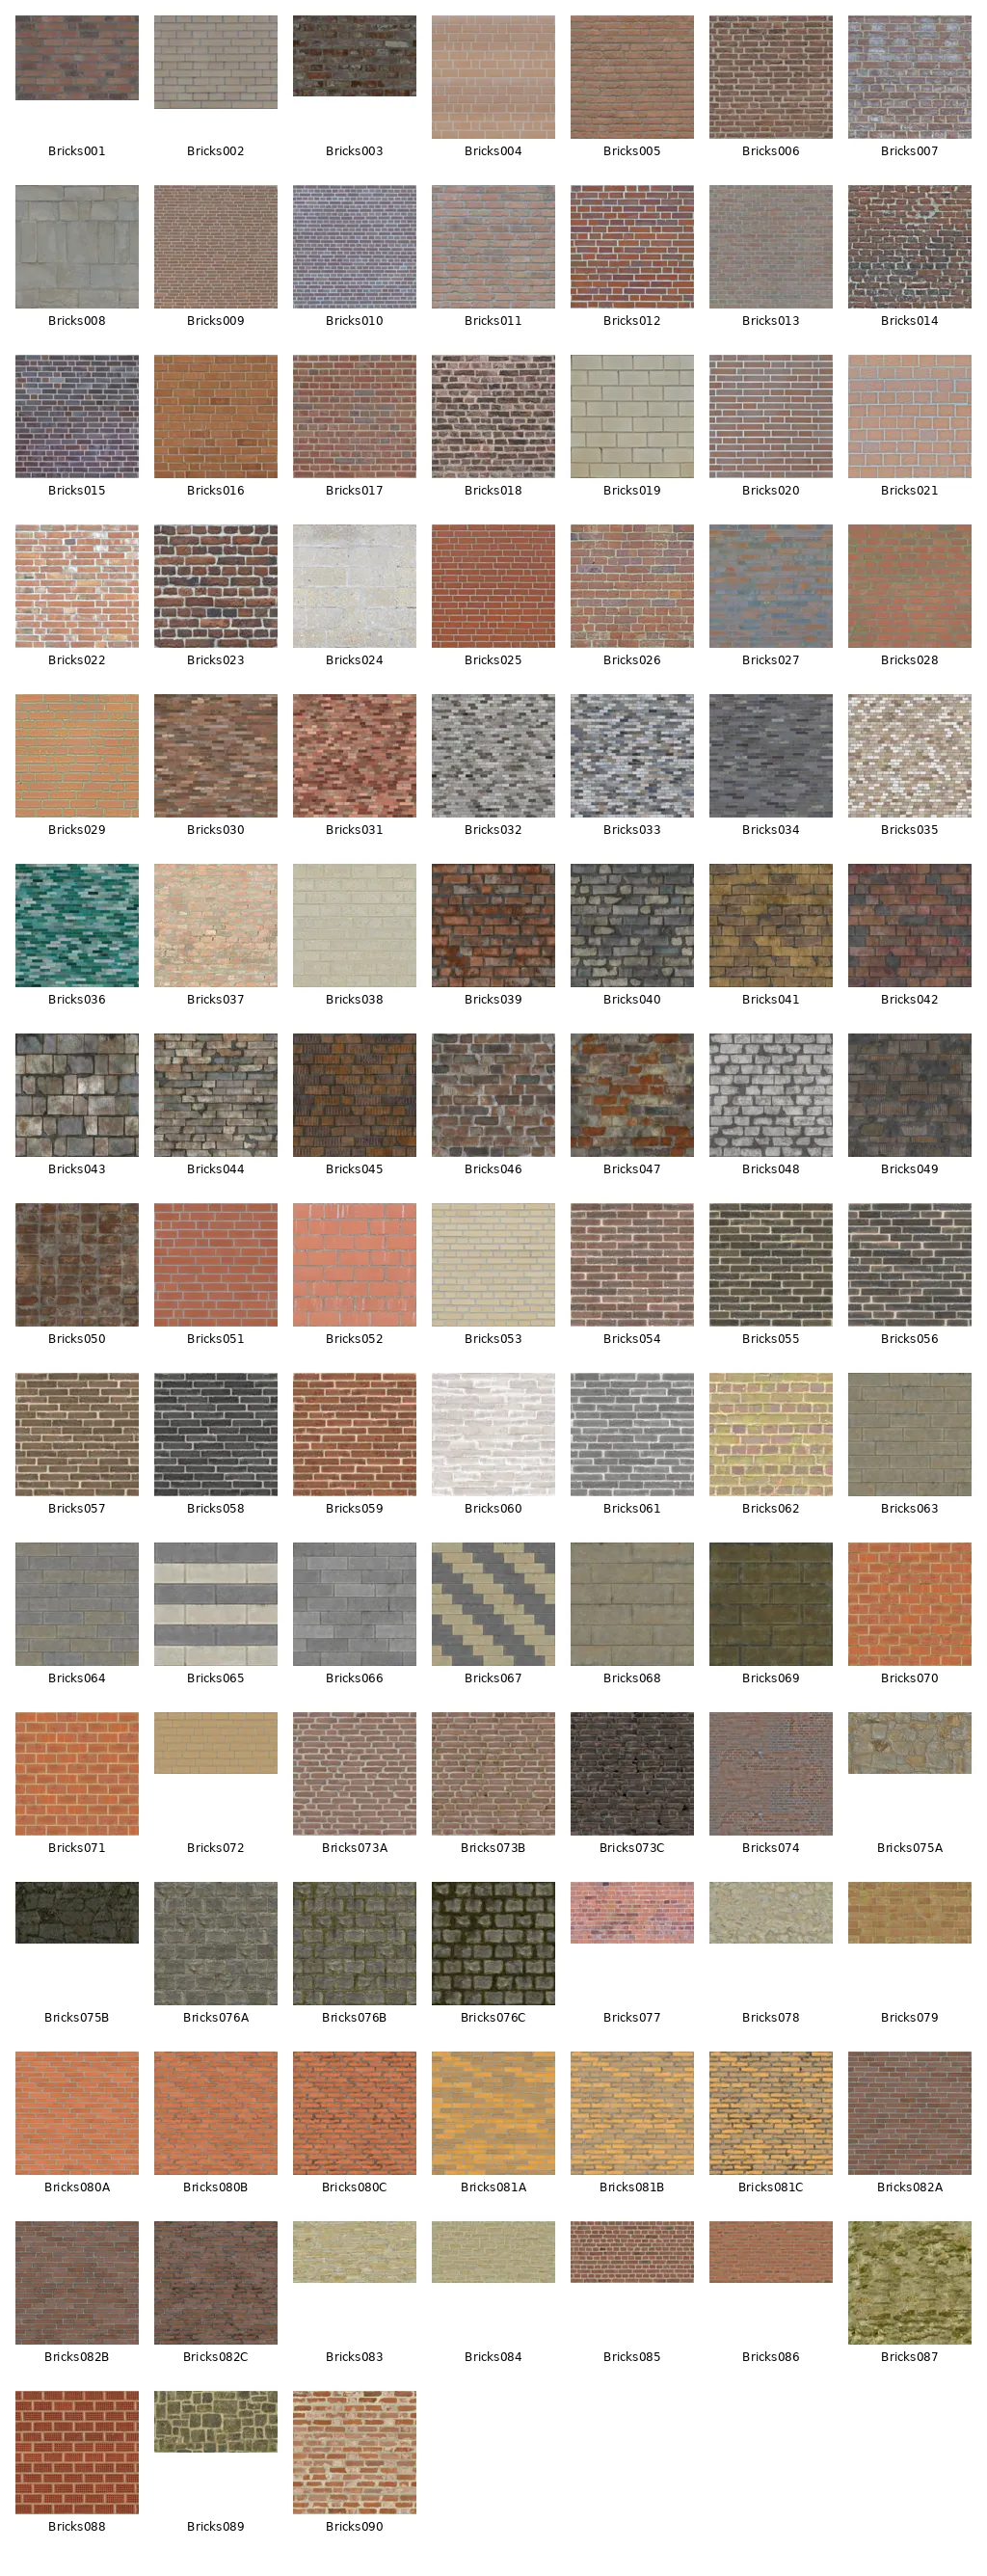 Bricks001 Bricks002 Bricks003 Bricks004 Bricks005 Bricks006 Bricks007
Bricks008 Bricks009 Bricks010 Bricks011 Bricks012 Bricks013 Bricks014
Bricks015 Bricks016 Bricks017 Bricks018 Bricks019 Bricks020 Bricks021
Bricks022 Bricks023 Bricks024 Bricks025 Bricks026 Bricks027 Bricks028
Bricks029 Bricks030 Bricks031 Bricks032 Bricks033 Bricks034 Bricks035
Bricks036 Bricks037 Bricks038 Bricks039 Bricks040 Bricks041 Bricks042
Bricks043 Bricks044 Bricks045 Bricks046 Bricks047 Bricks048 Bricks049
Bricks050 Bricks051 Bricks052 Bricks053 Bricks054 Bricks055 Bricks056
Bricks057 Bricks058 Bricks059 Bricks060 Bricks061 Bricks062 Bricks063
Bricks064 Bricks065 Bricks066 Bricks067 Bricks068 Bricks069 Bricks070
Bricks071 Bricks072 Bricks073A Bricks073B Bricks073C Bricks074 Bricks075A
Bricks075B Bricks076A Bricks076B Bricks076C Bricks077 Bricks078 Bricks079
Bricks080A Bricks080B Bricks080C Bricks081A Bricks081B Bricks081C Bricks082A
Bricks082B Bricks082C Bricks083 Bricks084 Bricks085 Bricks086 Bricks087
Bricks088 Bricks089 Bricks090